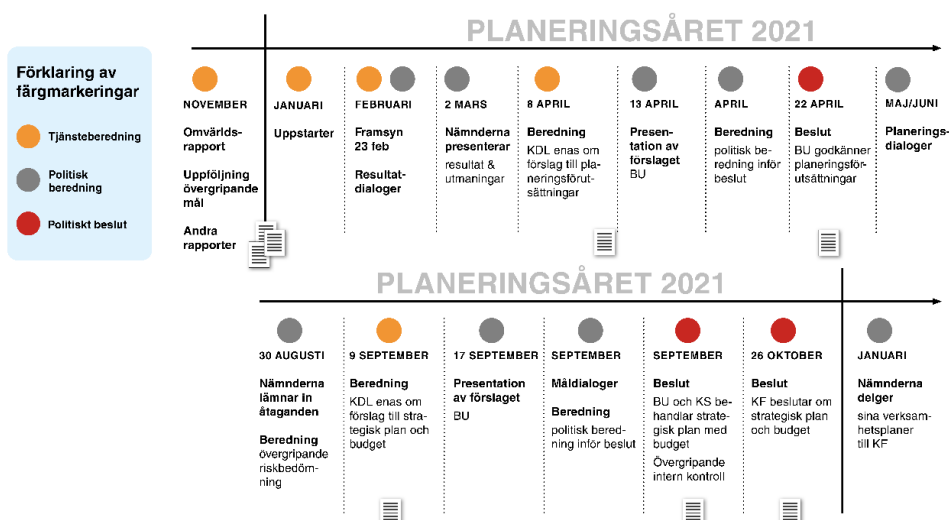 PLANERINGSÅRET 2021
Förklaring av
färgmarkeringar
Tjänsteberedning
Politisk
beredning
Politiskt beslut
NOVEMBER
Omvärlds-
rapport
Uppföljning
övergripande
mål
Andra
rapporter
JANUARI
Uppstarter
FEBRUARI
Framsyn
23 feb
Resultat-
dialoger
2 MARS
Nämnderna
presenterar
resultat &
utmaningar
8 APRIL
Beredning
KDL enas om
förslag till pla-
neringsförut-
sättningar
13 APRIL
Presen-
tation av
förslaget
BU
APRIL
Beredning
politisk be-
redning inför
beslut
22 APRIL
Beslut
BU godkänner
planeringsför-
utsättningar
MAJ/JUNI
Planerings-
dialoger
PLANERINGSÅRET 2021
30 AUGUSTI
Nämnderna
lämnar in
åtaganden
Beredning
övergripande
riskbedöm-
ning
9 SEPTEMBER
Beredning
KDL enas om
förslag till stra-
tegisk plan och
budget
17 SEPTEMBER
Presentation
av förslaget
BU
SEPTEMBER
Måldialoger
Beredning
politisk bered-
ning inför beslut
SEPTEMBER
Beslut
BU och KS be-
handlar strate-
gisk plan med
budget
Övergripande
intern kontroll
26 OKTOBER
Beslut
KF beslutar om
strategisk plan
och budget
JANUARI
Nämnderna
delger
sina verksam-
hetsplaner
till KF